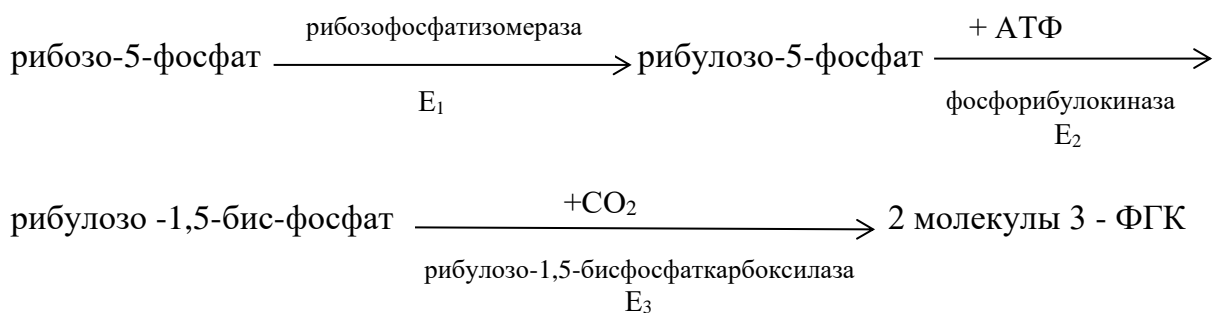 рибозо-5-фосфат рибозофосфатизомераза рибулозо-5-фосфат + АТФ
E₁ фосфорибулокиназа
E₂
рибулозо -1,5-бис-фосфат +CO₂ 2 молекулы 3 - ФГК
рибулозо-1,5-бисфосфаткарбоксилаза
E₃